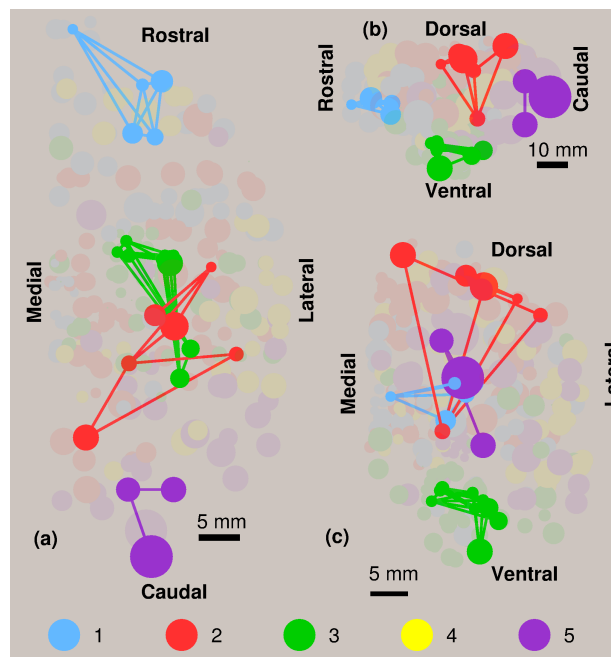 Rostral
Medial
Lateral
5 mm
(a)
Caudal
(b)
Dorsal
Rostral
Caudal
10 mm
Ventral
Dorsal
Medial
Lateral
(c)
5 mm
Ventral
1 2 3 4 5